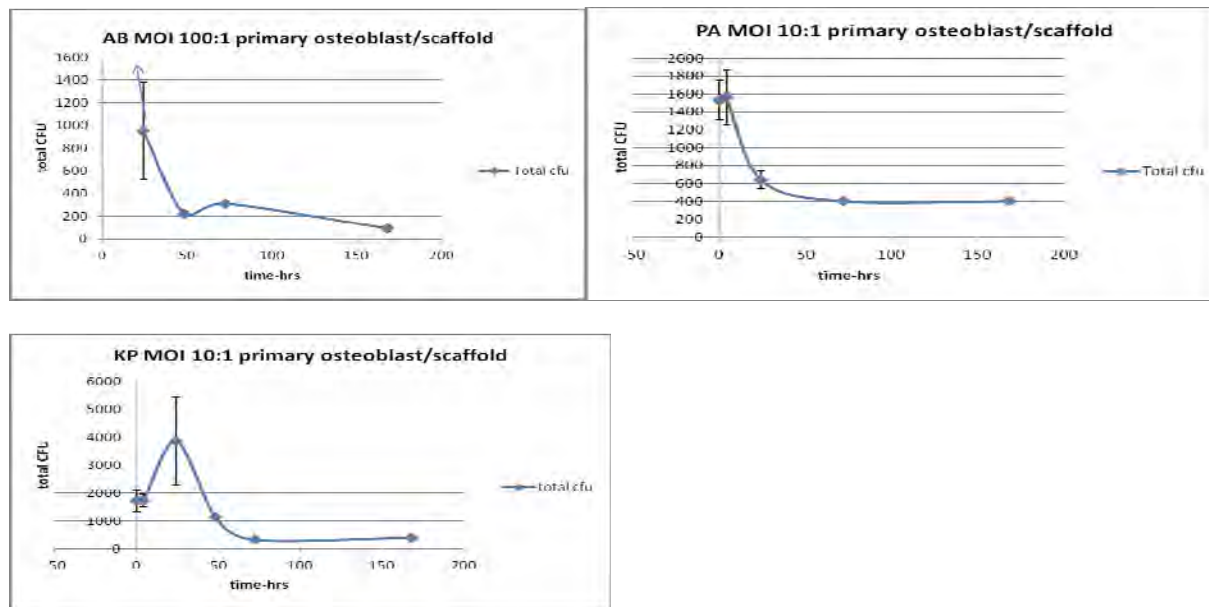 AB MOI 100:1 primary osteoblast/scaffold
1600
1400
1200
1000
800
600
400
200
0
total CFU
Total cfu
0 50 100 150 200
time-hrs
PA MOI 10:1 primary osteoblast/scaffold
2000
1800
1600
1400
1200
1000
800
600
400
200
0
total CFU
Total cfu
50 0 50 100 150 200
time-hrs
KP MOI 10:1 primary osteoblast/scaffold
6000
5000
4000
3000
2000
1000
0
total CFU
total cfu
50 0 50 100 150 200
time-hrs